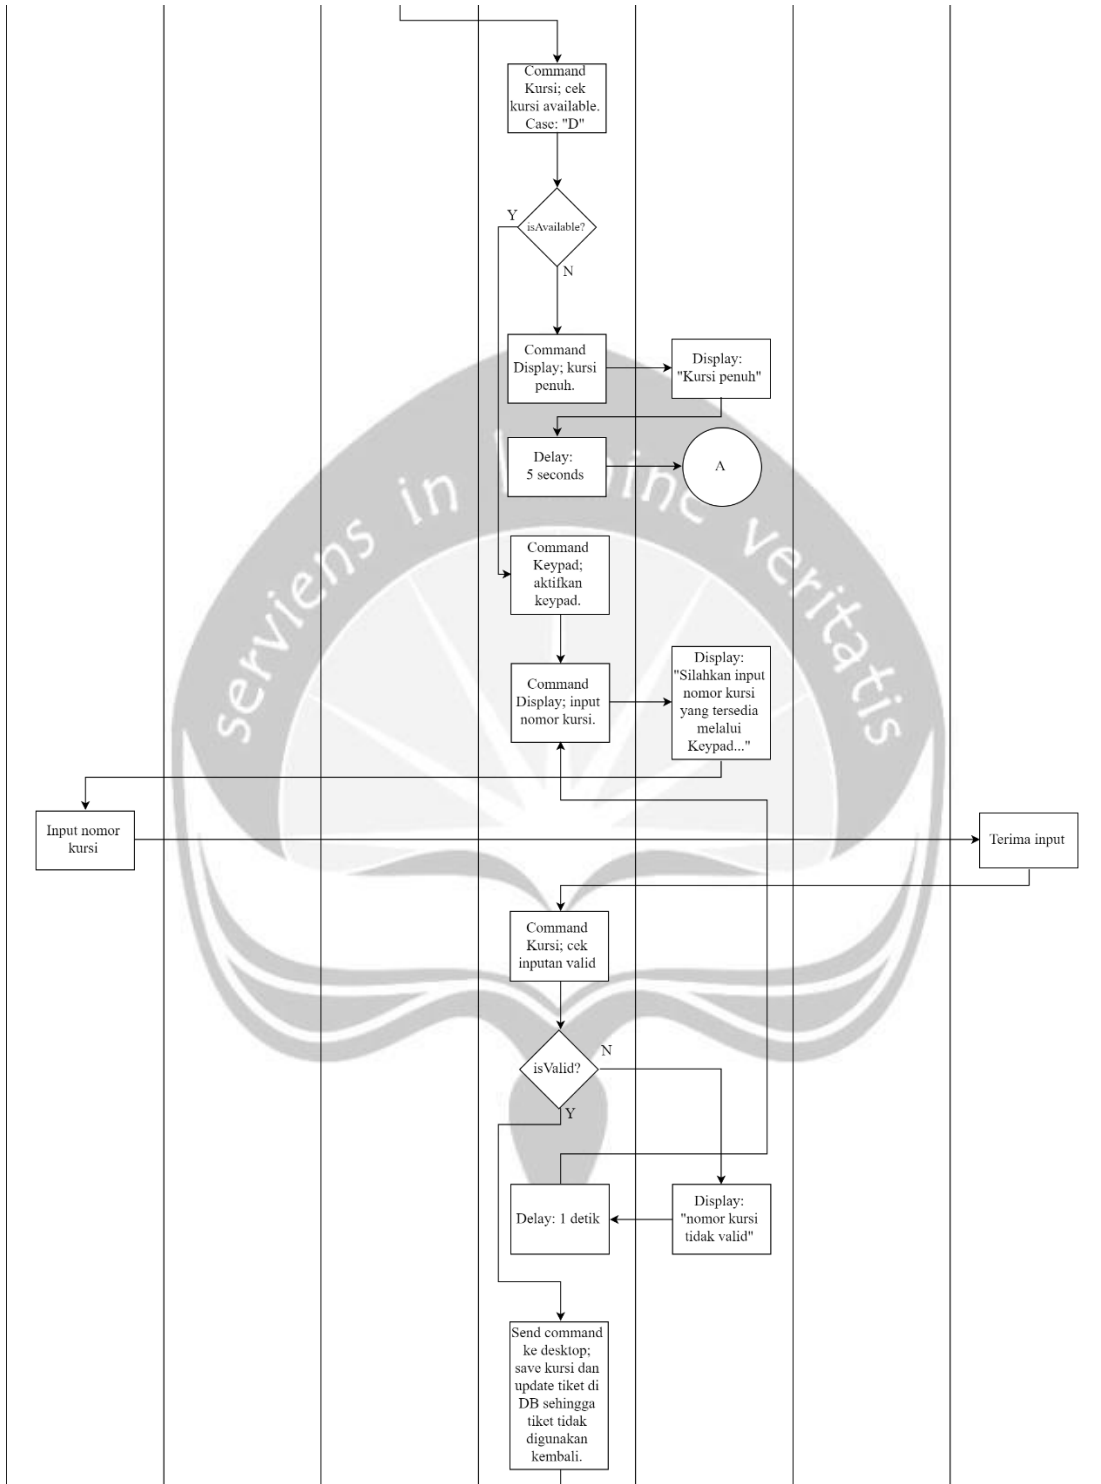 Command
Kursi; cek
kursi available.
Case: "D"
Y
isAvailable?
N
Command
Display; kursi
penuh.
Display:
"Kursi penuh"
Delay:
5 seconds
A
serviens in lumine veritatis
Command
Keypad;
aktifkan
keypad.
Command
Display; input
nomor kursi.
Display:
"Silahkan input
nomor kursi
yang tersedia
melalui
Keypad..."
Input nomor
kursi
Terima input
Command
Kursi; cek
inputan valid
isValid?
N
Y
Delay: 1 detik
Display:
"nomor kursi
tidak valid"
Send command
ke desktop;
save kursi dan
update tiket di
DB sehingga
tiket tidak
digunakan
kembali.